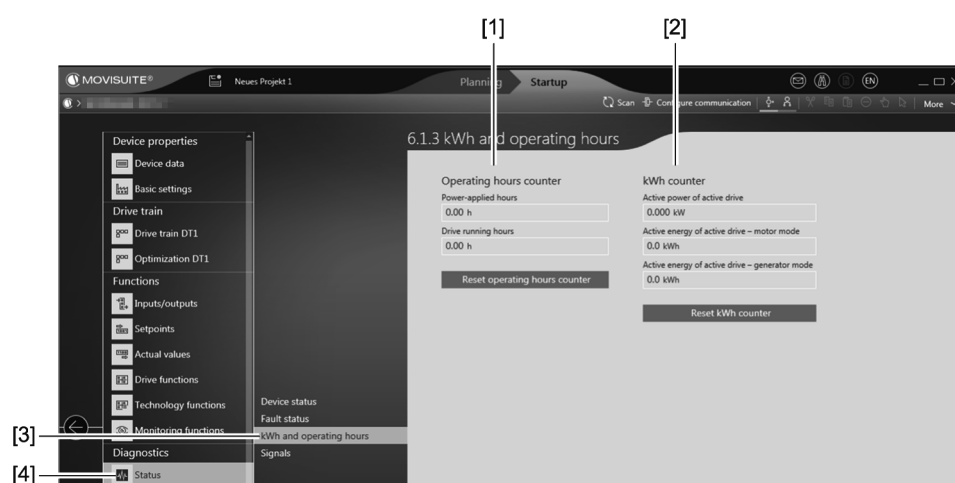 [1] [2]
MOVISUITE® Neues Projekt 1 Planning Startup EN
> Scan Configure communication More
6.1.3 kWh and operating hours
Device properties
Device data
Basic settings
Drive train
Drive train DT1
Optimization DT1
Functions
Inputs/outputs
Setpoints
Actual values
Drive functions
Technology functions
Monitoring functions
Diagnostics
[4] Status
Device status
Fault status
[3] kWh and operating hours
Signals
Operating hours counter
Power-applied hours
0.00 h
Drive running hours
0.00 h
Reset operating hours counter
kWh counter
Active power of active drive
0.000 kW
Active energy of active drive – motor mode
0.0 kWh
Active energy of active drive – generator mode
0.0 kWh
Reset kWh counter